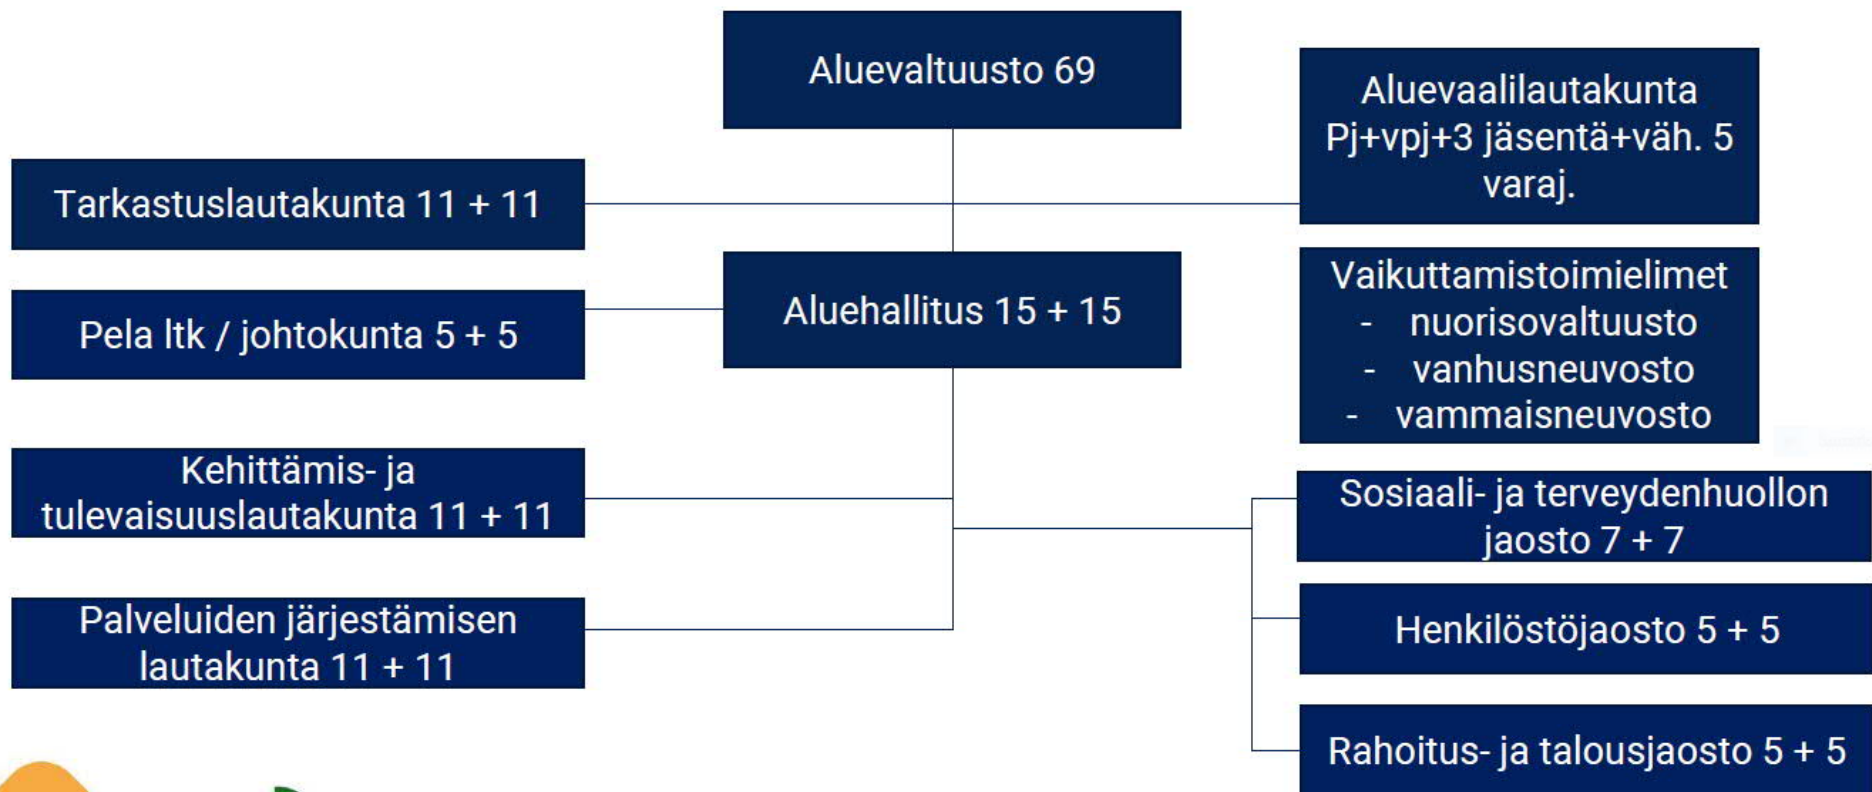 Aluevaltuusto 69
Aluevaalilautakunta
Pj+vpj+3 jäsentä+väh. 5
varaj.
Tarkastuslautakunta 11 + 11
Aluehallitus 15 + 15
Pela ltk / johtokunta 5 + 5
Vaikuttamistoimielimet
- nuorisovaltuusto
- vanhusneuvosto
- vammaisneuvosto
Kehittämis- ja
tulevaisuuslautakunta 11 + 11
Sosiaali- ja terveydenhuollon
jaosto 7 + 7
Palveluiden järjestämisen
lautakunta 11 + 11
Henkilöstöjaosto 5 + 5
Rahoitus- ja talousjaosto 5 + 5